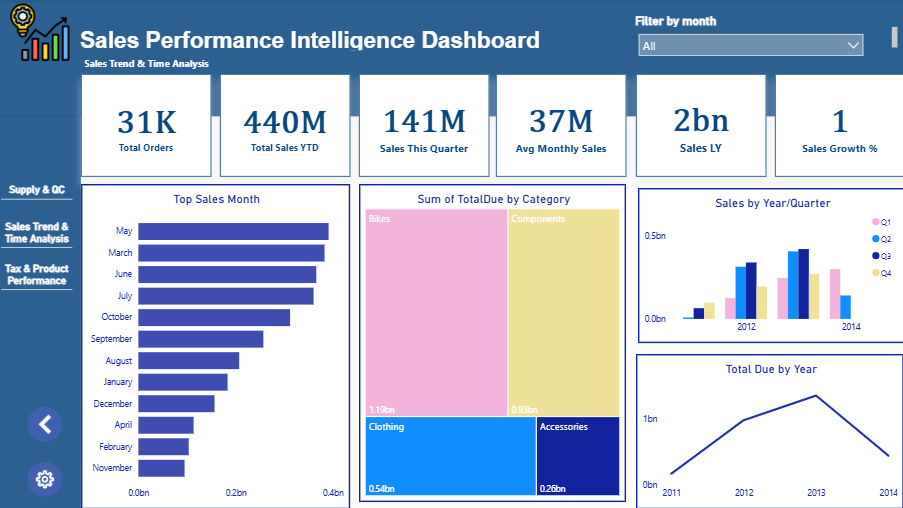 Sales Performance Intelligence Dashboard
Sales Trend & Time Analysis
Filter by month
All
31K
Total Orders
440M
Total Sales YTD
141M
Sales This Quarter
37M
Avg Monthly Sales
2bn
Sales LY
1
Sales Growth %
Supply & QC
Sales Trend &
Time Analysis
Tax & Product
Performance
Top Sales Month
May
March
June
July
October
September
August
January
December
April
February
November
0.0bn
0.2bn
0.4bn
Sum of TotalDue by Category
Bikes
1.19bn
Components
0.93bn
Clothing
0.54bn
Accessories
0.26bn
Sales by Year/Quarter
0.5bn
0.0bn
2012
2014
Q1
Q2
Q3
Q4
Total Due by Year
1bn
0bn
2011
2012
2013
2014